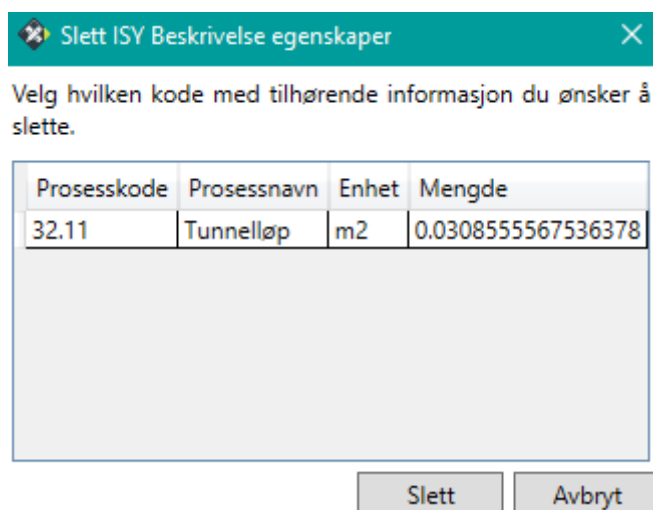 Slett ISY Beskrivelse egenskaper
Velg hvilken kode med tilhørende informasjon du ønsker å
slette.
Prosesskode Prosessnavn Enhet Mengde
32.11 Tunnelløp m2 0.0308555567536378
Slett Avbryt